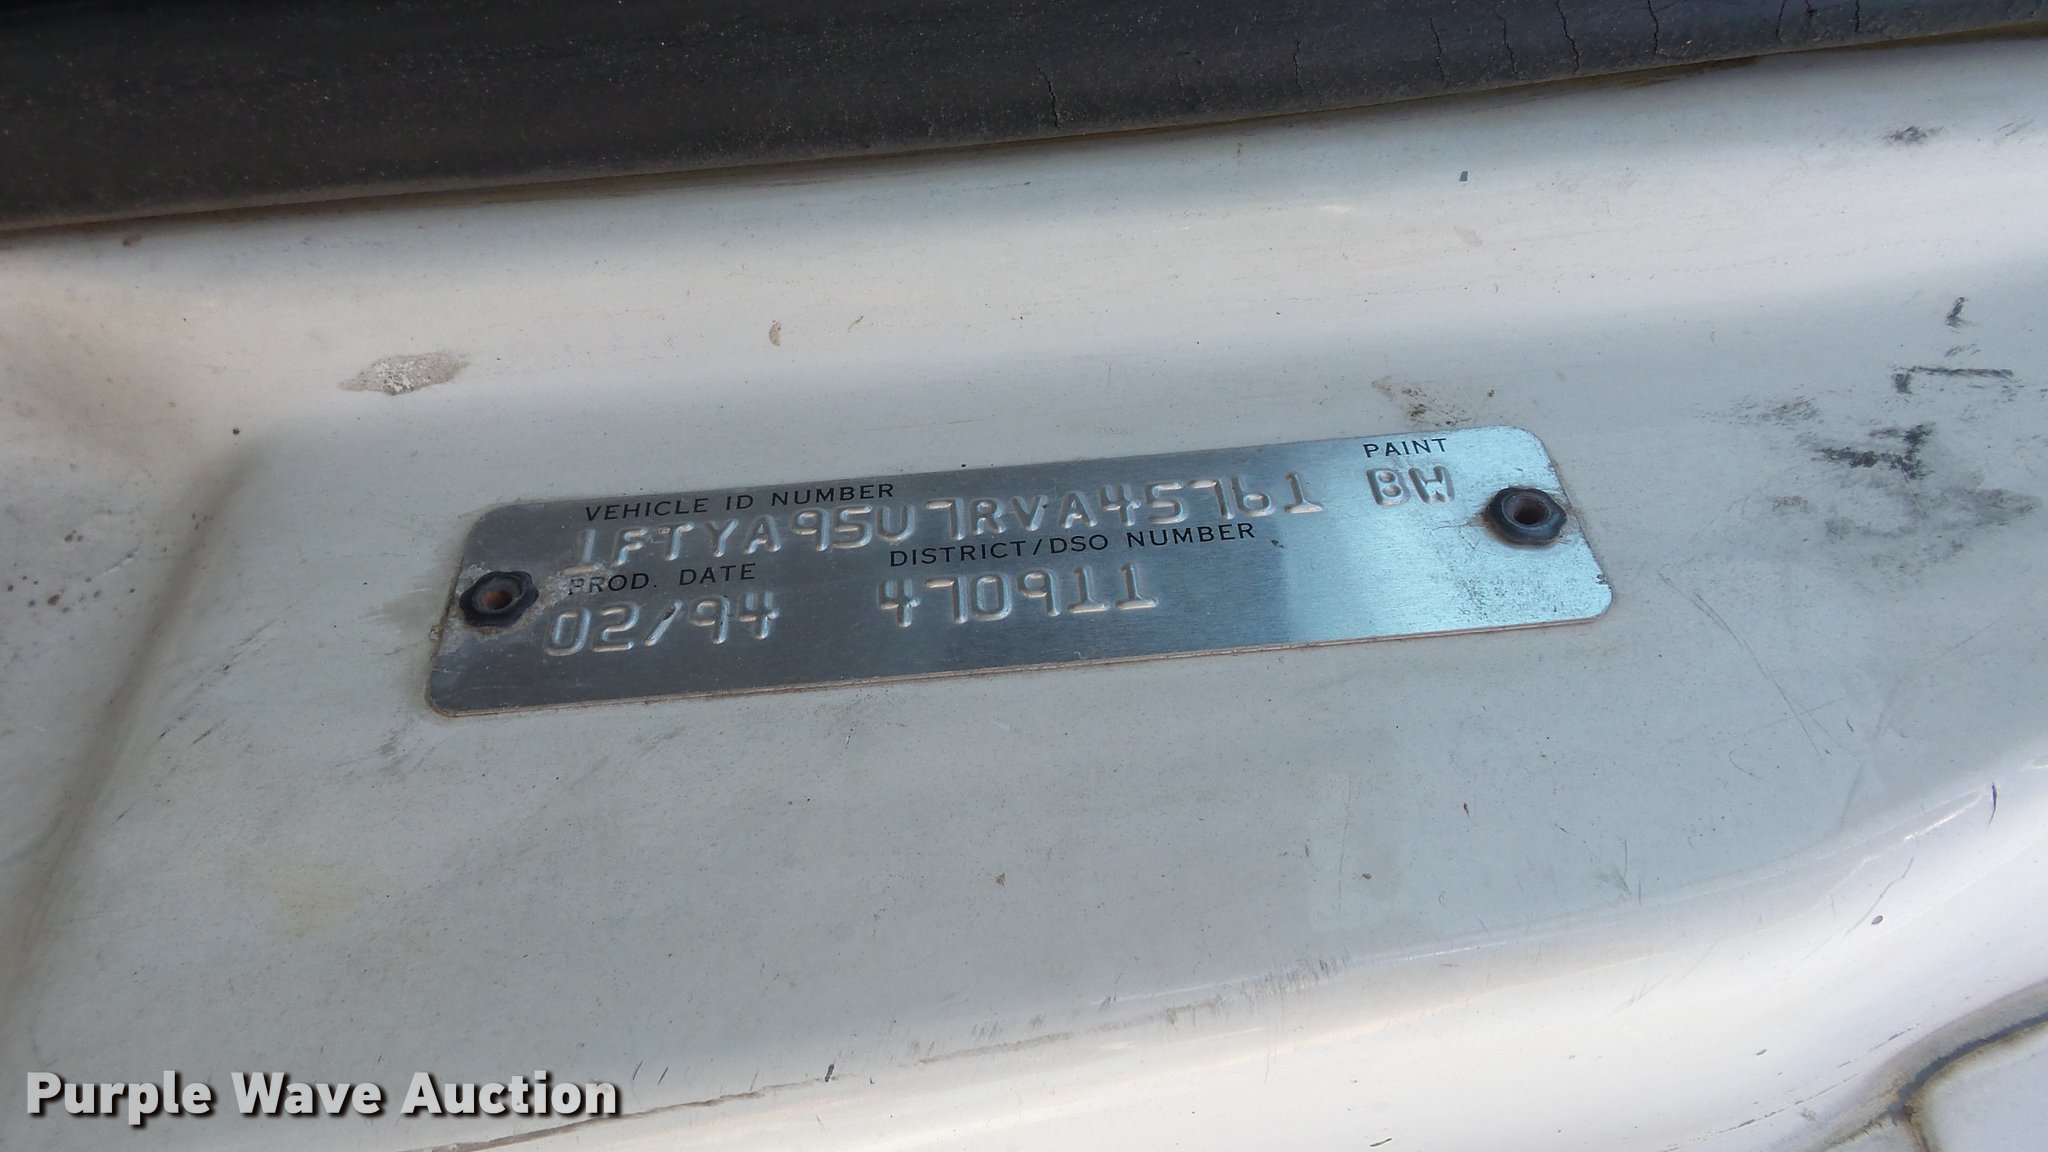 VEHICLE ID NUMBER PAINT
1FTYA95U7RVA45761 BW
PROD. DATE DISTRICT/DSO NUMBER
02/94 470911
Purple Wave Auction